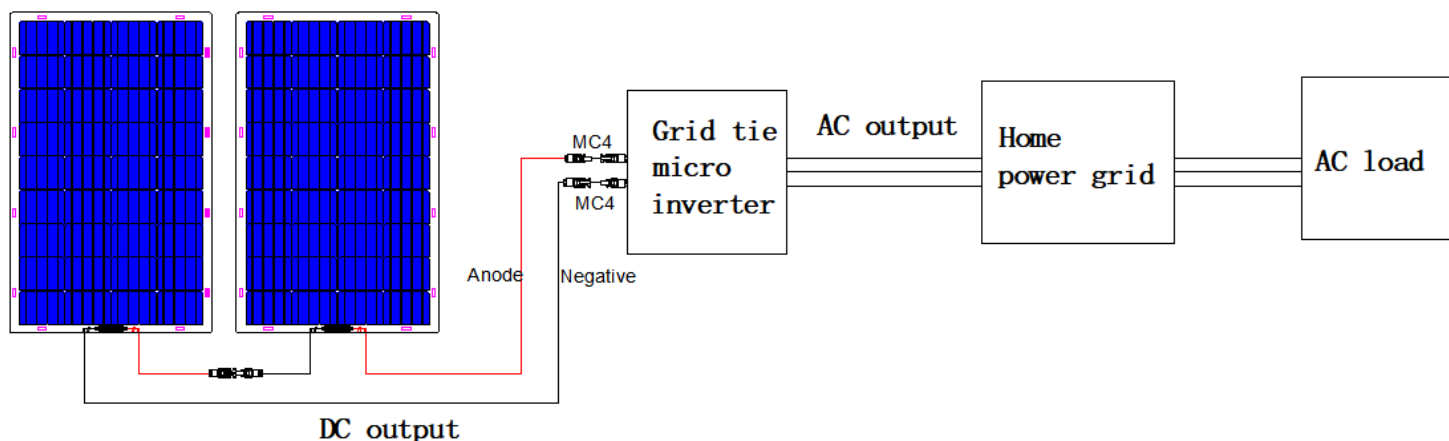 MC4
MC4
Anode
Negative
Grid tie
micro
inverter
AC output
Home
power grid
AC load
DC output